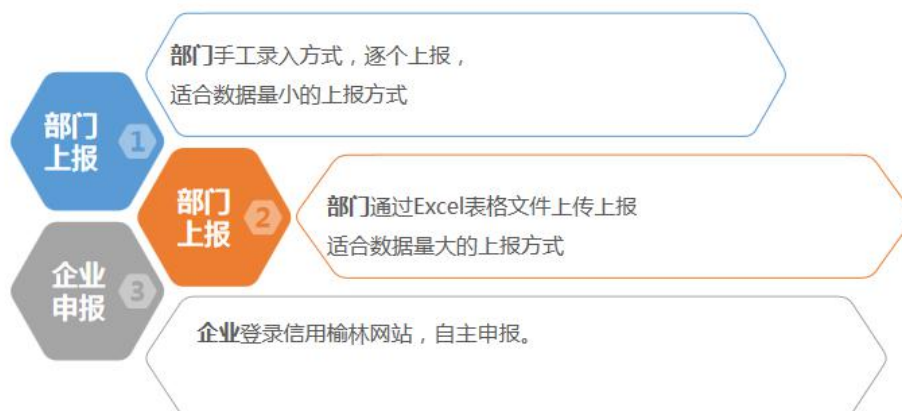 部门手工录入方式，逐个上报，
适合数据量小的上报方式
部门
上报
1
部门
上报
2
部门通过Excel表格文件上传上报
适合数据量大的上报方式
企业
申报
3
企业登录信用榆林网站，自主申报。